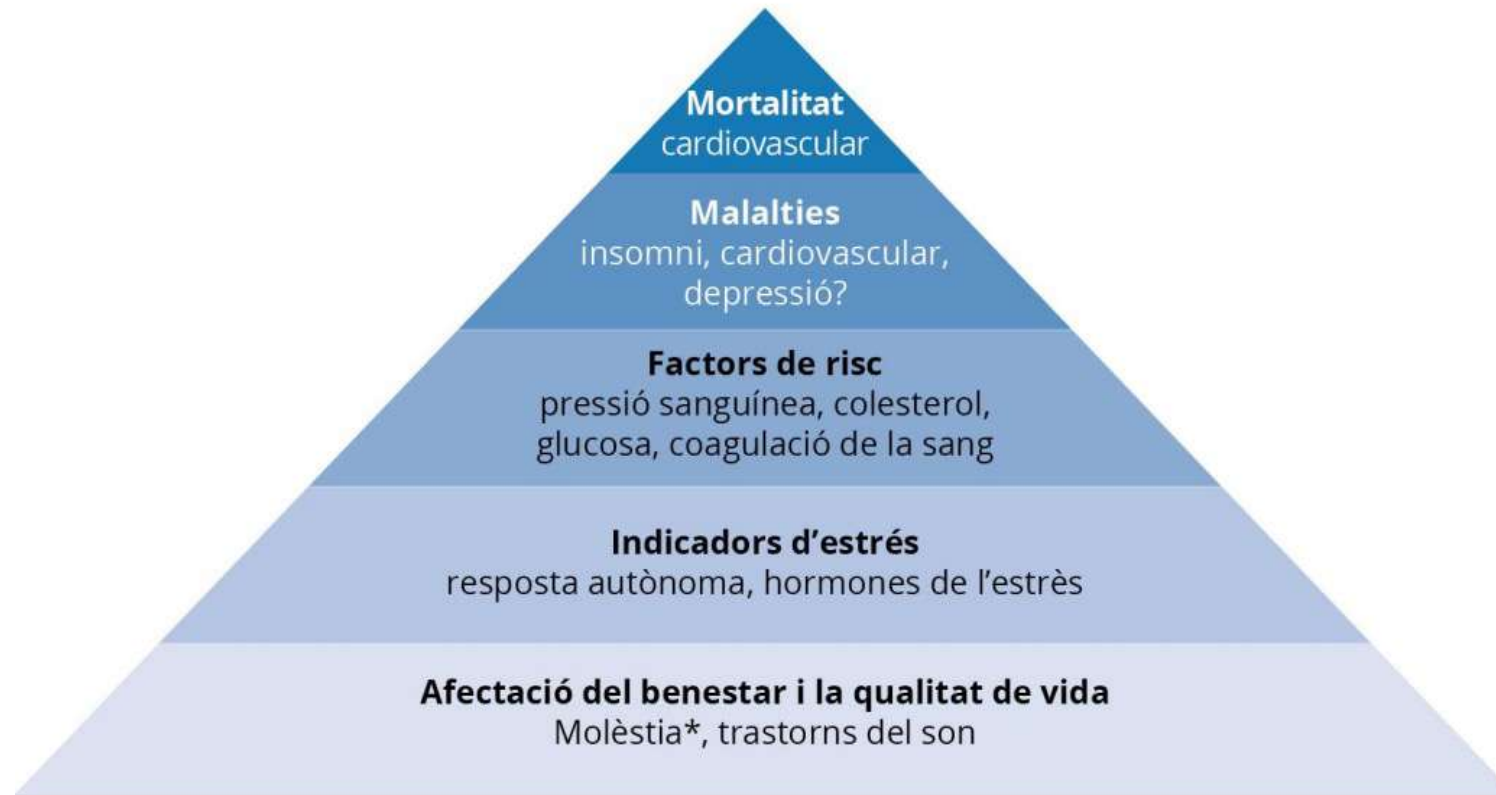 Mortalitat
cardiovascular
Malalties
insomni, cardiovascular,
depressió?
Factors de risc
pressió sanguínea, colesterol,
glucosa, coagulació de la sang
Indicadors d’estrés
resposta autònoma, hormones de l’estrès
Afectació del benestar i la qualitat de vida
Molèstia*, trastorns del son